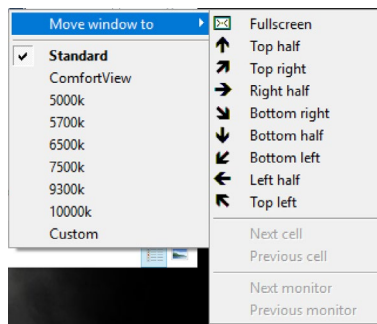 Move window to
Standard
ComfortView
5000k
5700k
6500k
7500k
9300k
10000k
Custom
Fullscreen
Top half
Top right
Right half
Bottom right
Bottom half
Bottom left
Left half
Top left
Next cell
Previous cell
Next monitor
Previous monitor